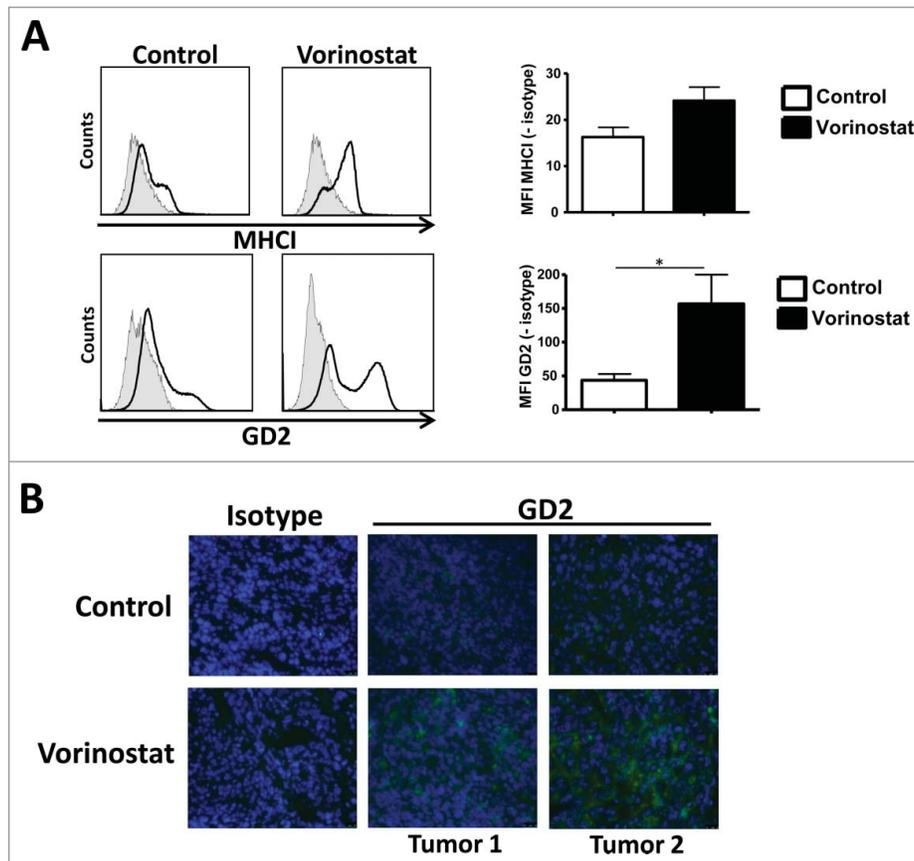 A
Control Vorinostat
Counts
MHCI
Counts
GD2
MFI MHCI (- isotype)
30
20
10
0
Control
Vorinostat
*
MFI GD2 (- isotype)
200
150
100
50
0
Control
Vorinostat
B
Isotype GD2
Control
Vorinostat
Tumor 1 Tumor 2